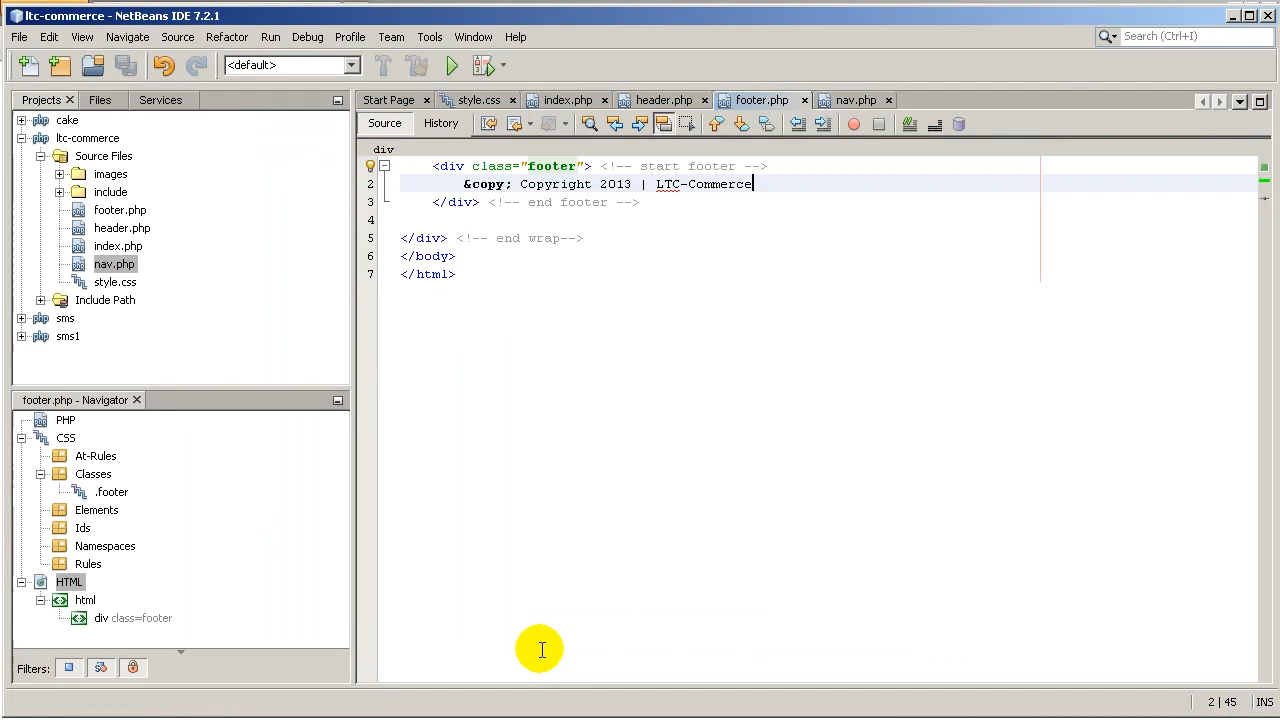 ltc-commerce - NetBeans IDE 7.2.1
File Edit View Navigate Source Refactor Run Debug Profile Team Tools Window Help
Search (Ctrl+I)
<default>
Projects Files Services
Start Page style.css index.php header.php footer.php nav.php
Source History
div
cake
ltc-commerce
Source Files
images
include
footer.php
header.php
index.php
nav.php
style.css
Include Path
sms
sms1
1 <div class="footer"> <!-- start footer -->
2 &copy; Copyright 2013 | LTC-Commerce
3 </div> <!-- end footer -->
4
5 </div> <!-- end wrap-->
6 </body>
7 </html>
footer.php - Navigator
PHP
CSS
At-Rules
Classes
.footer
Elements
Ids
Namespaces
Rules
HTML
html
div class=footer
Filters:
2 | 45 INS